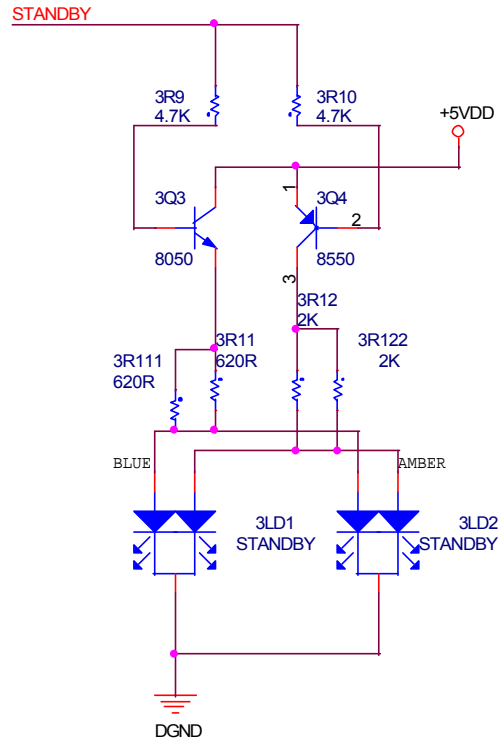 STANDBY
3R9
4.7K
3R10
4.7K
+5VDD
1
3Q3
3Q4
2
8050
8550
3
3R12
2K
3R11
620R
3R122
2K
3R111
620R
BLUE
AMBER
3LD1
STANDBY
3LD2
STANDBY
DGND